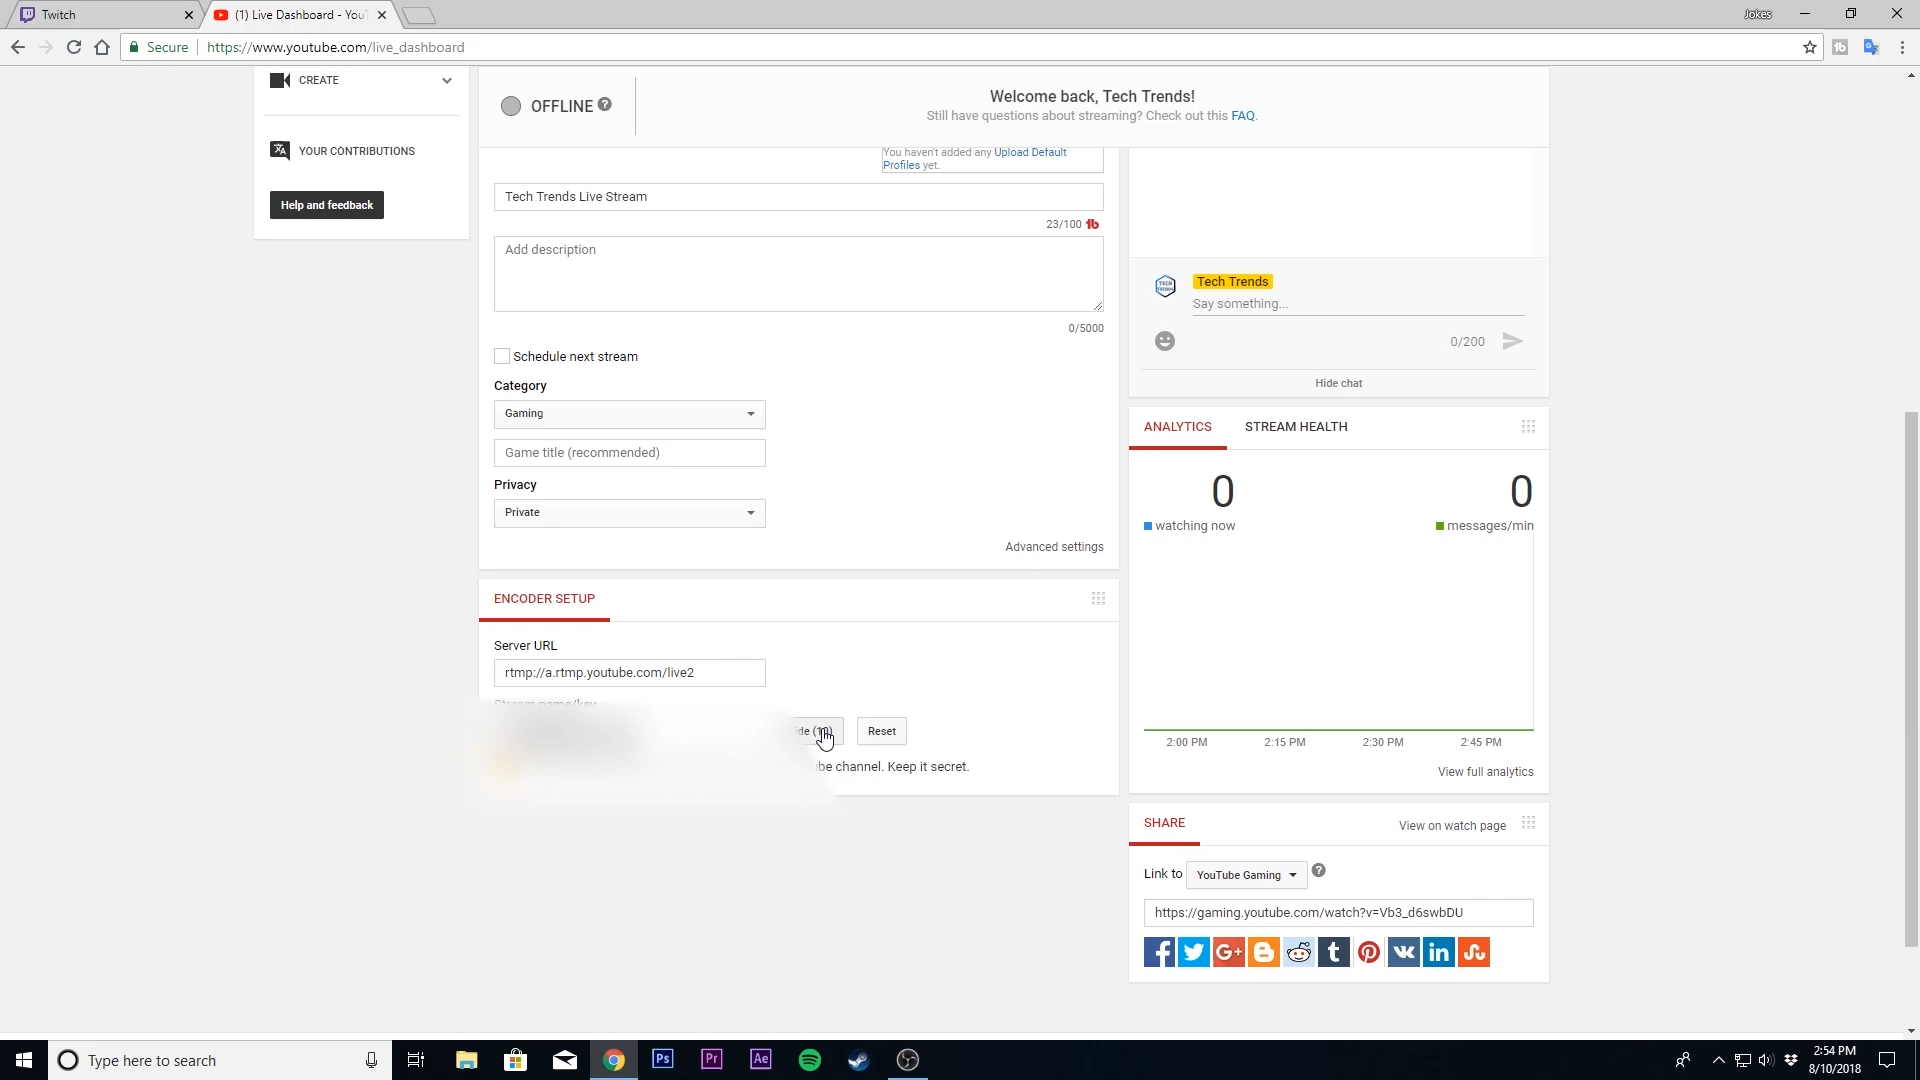 Twitch
(1) Live Dashboard - You
Jokes
Secure
https://www.youtube.com/live_dashboard
CREATE
YOUR CONTRIBUTIONS
Help and feedback
OFFLINE ?
Welcome back, Tech Trends!
Still have questions about streaming? Check out this FAQ.
You haven't added any Upload Default
Profiles yet.
Tech Trends Live Stream
23/100
Add description
0/5000
Schedule next stream
Category
Gaming
Game title (recommended)
Privacy
Private
Advanced settings
ENCODER SETUP
Server URL
rtmp://a.rtmp.youtube.com/live2
Stream name/key
Reset
channel. Keep it secret.
Tech Trends
Say something...
0/200
Hide chat
ANALYTICS
STREAM HEALTH
0
watching now
0
messages/min
2:00 PM
2:15 PM
2:30 PM
2:45 PM
View full analytics
SHARE
View on watch page
Link to
YouTube Gaming
?
https://gaming.youtube.com/watch?v=Vb3_d6swbDU
Type here to search
Ps
Pr
Ae
2:54 PM
8/10/2018